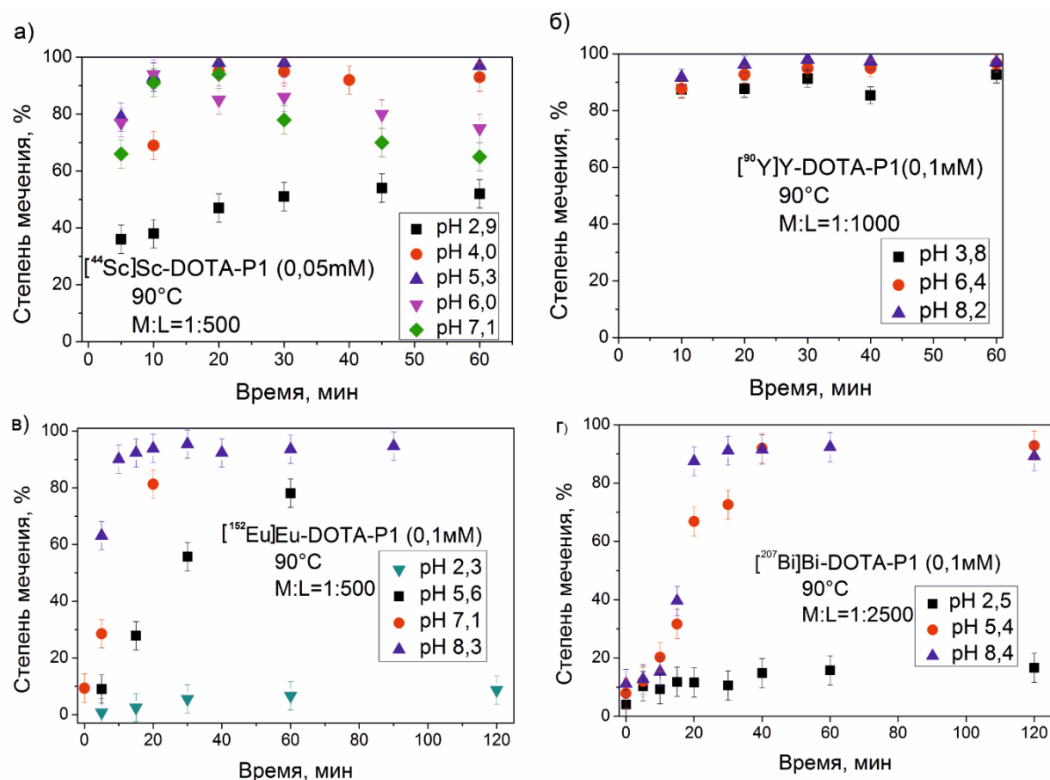 а)
Степень мечения, %
100
80
60
40
20
0
[⁴⁴Sc]Sc-DOTA-P1 (0,05mM)
90°C
M:L=1:500
pH 2,9
pH 4,0
pH 5,3
pH 6,0
pH 7,1
0 10 20 30 40 50 60
Время, мин
б)
Степень мечения, %
100
80
60
40
20
0
[⁹⁰Y]Y-DOTA-P1(0,1мМ)
90°C
M:L=1:1000
pH 3,8
pH 6,4
pH 8,2
0 10 20 30 40 50 60
Время, мин
в)
Степень мечения, %
100
80
60
40
20
0
[¹⁵²Eu]Eu-DOTA-P1 (0,1мМ)
90°C
M:L=1:500
pH 2,3
pH 5,6
pH 7,1
pH 8,3
0 20 40 60 80 100 120
Время, мин
г)
Степень мечения, %
100
80
60
40
20
0
[²⁰⁷Bi]Bi-DOTA-P1 (0,1мМ)
90°C
M:L=1:2500
pH 2,5
pH 5,4
pH 8,4
0 20 40 60 80 100 120
Время, мин